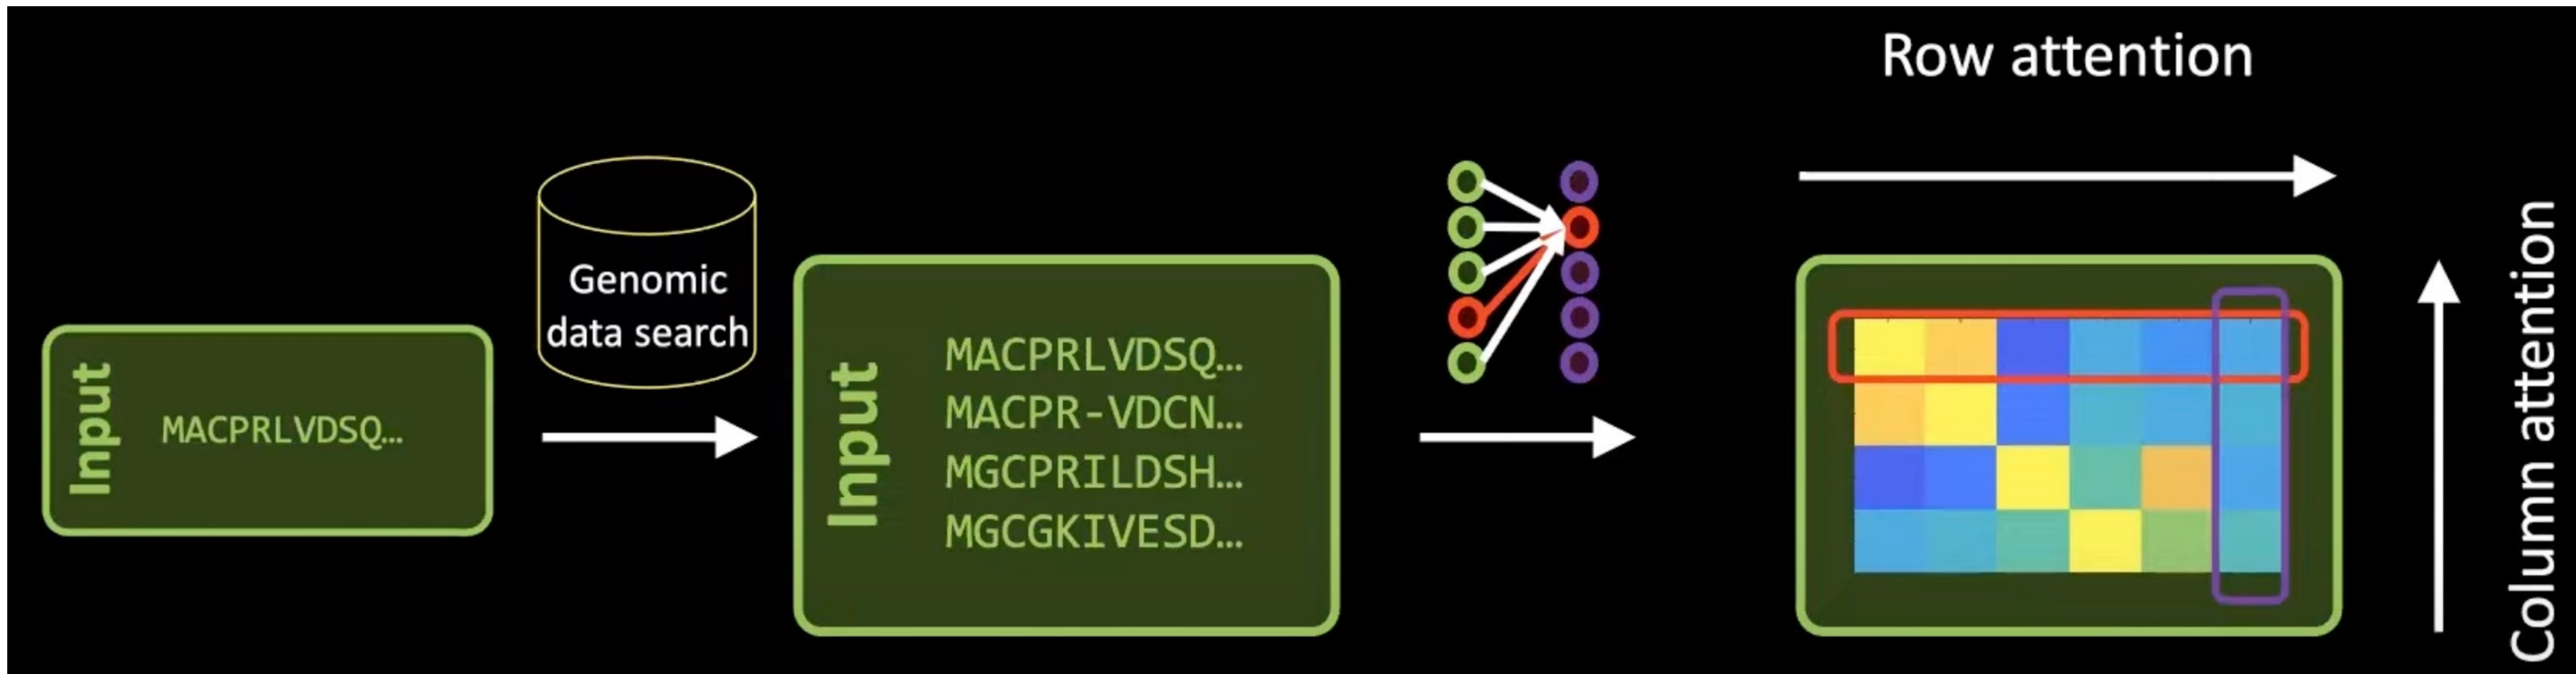 Input
MACPRLVDSQ…
Genomic
data search
Input
MACPRLVDSQ…
MACPR-VDCN…
MGCPRILDSH…
MGCGKIVESD…
Row attention
Column attention